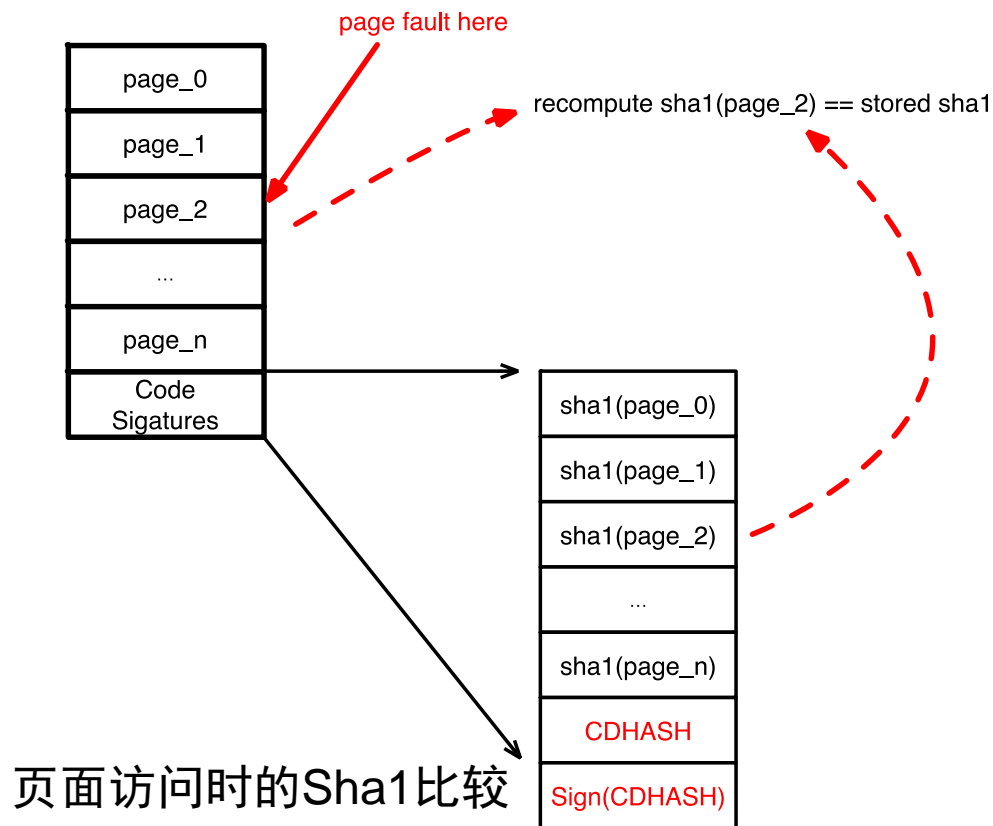 page fault here
page_0
page_1
page_2
...
page_n
Code
Sigatures
recompute sha1(page_2) == stored sha1
sha1(page_0)
sha1(page_1)
sha1(page_2)
...
sha1(page_n)
CDHASH
Sign(CDHASH)
页面访问时的Sha1比较